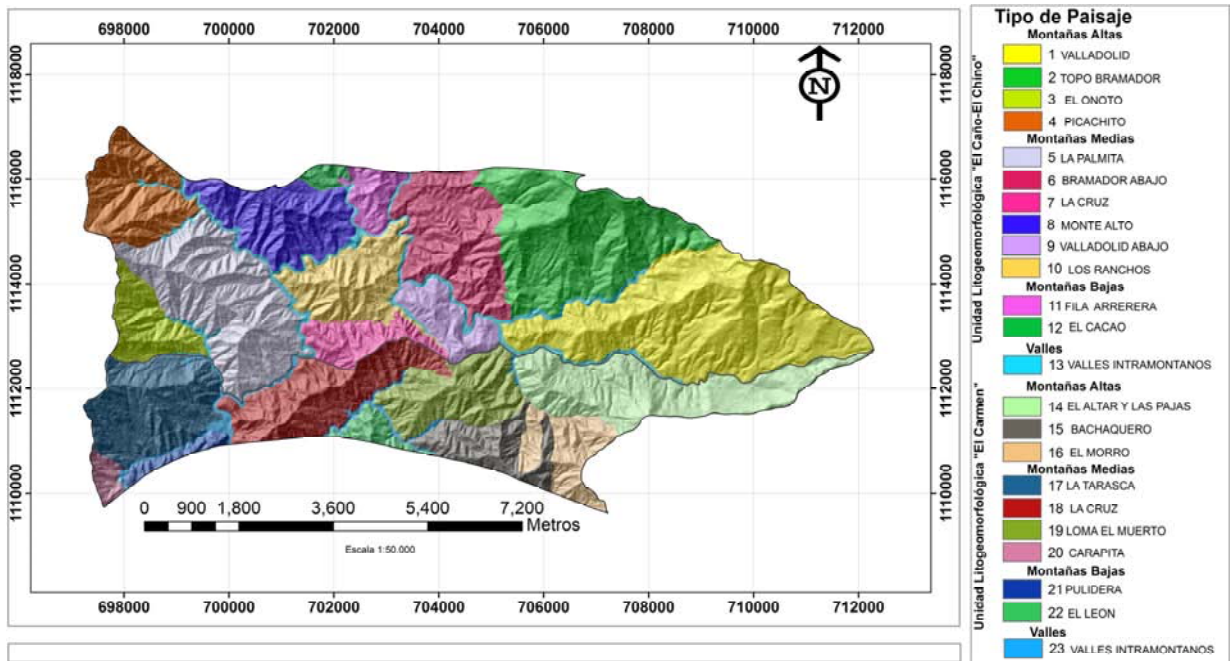 698000 700000 702000 704000 706000 708000 710000 712000
1118000
1116000
1114000
1112000
1110000
1118000
1116000
1114000
1112000
1110000
N
0 900 1,800 3,600 5,400 7,200
Metros
Escala 1:50.000
698000 700000 702000 704000 706000 708000 710000 712000
Tipo de Paisaje
Unidad Litogeomorfológica "El Caño-El Chino"
Montañas Altas
1 VALLADOLID
2 TOPO BRAMADOR
3 EL ONOTO
4 PICACHITO
Montañas Medias
5 LA PALMITA
6 BRAMADOR ABAJO
7 LA CRUZ
8 MONTE ALTO
9 VALLADOLID ABAJO
10 LOS RANCHOS
Montañas Bajas
11 FILA ARRERERA
12 EL CACAO
Valles
13 VALLES INTRAMONTANOS
Unidad Litogeomorfológica "El Carmen"
Montañas Altas
14 EL ALTAR Y LAS PAJAS
15 BACHAQUERO
16 EL MORRO
Montañas Medias
17 LA TARASCA
18 LA CRUZ
19 LOMA EL MUERTO
20 CARAPITA
Montañas Bajas
21 PULIDERA
22 EL LEON
Valles
23 VALLES INTRAMONTANOS